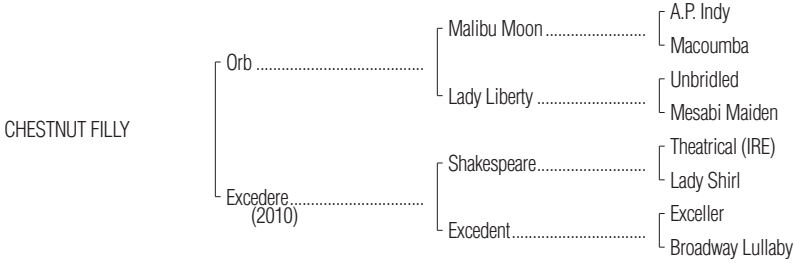 A.P. Indy
Malibu Moon
Macoumba
Orb
Unbridled
Lady Liberty
Mesabi Maiden
CHESTNUT FILLY
Theatrical (IRE)
Shakespeare
Lady Shirl
Excedere
(2010)
Exceller
Excedent
Broadway Lullaby